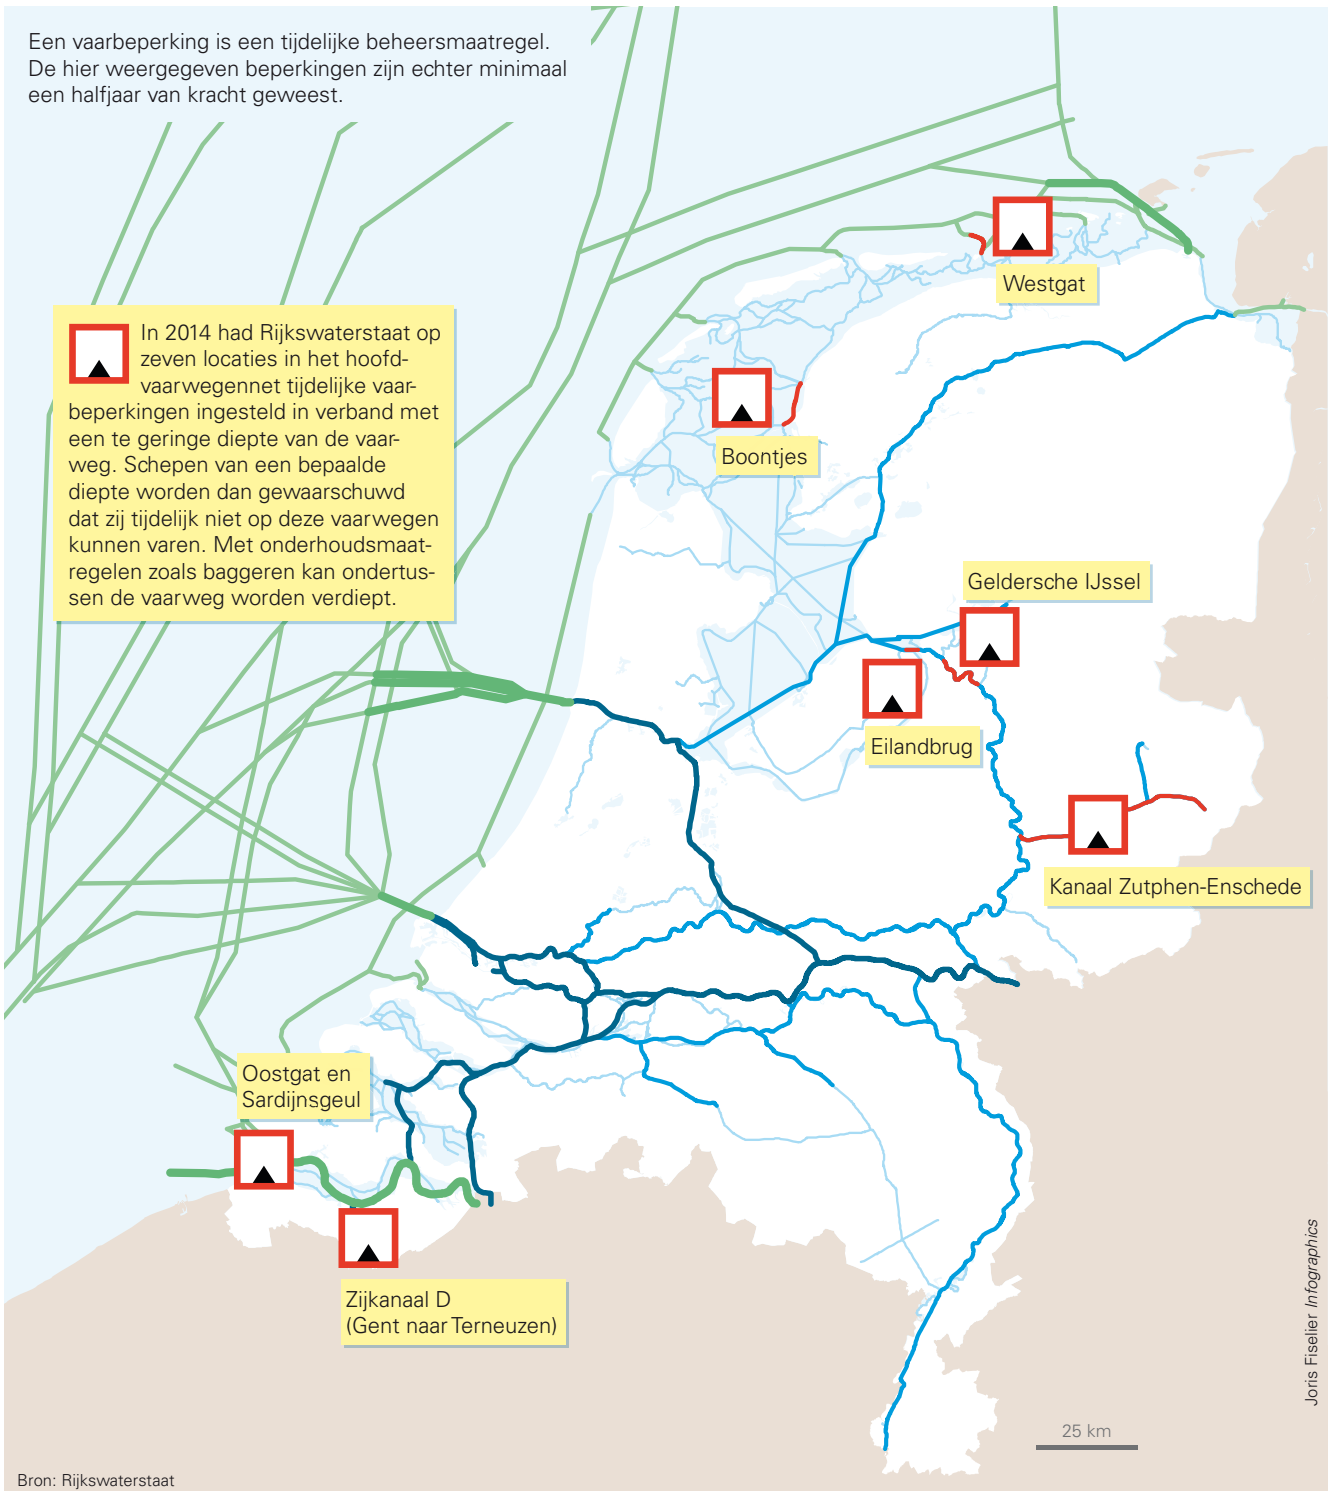 Een vaarbeperking is een tijdelijke beheersmaatregel.
De hier weergegeven beperkingen zijn echter minimaal
een halfjaar van kracht geweest.
In 2014 had Rijkswaterstaat op
zeven locaties in het hoofd-
vaarwegennet tijdelijke vaar-
beperkingen ingesteld in verband met
een te geringe diepte van de vaar-
weg. Schepen van een bepaalde
diepte worden dan gewaarschuwd
dat zij tijdelijk niet op deze vaarwegen
kunnen varen. Met onderhoudsmaat-
regelen zoals baggeren kan ondertus-
sen de vaarweg worden verdiept.
Westgat
Boontjes
Geldersche IJssel
Eilandbrug
Kanaal Zutphen-Enschede
Oostgat en
Sardijnsgeul
Zijkanaal D
(Gent naar Terneuzen)
25 km
Joris Fiselier Infographics
Bron: Rijkswaterstaat